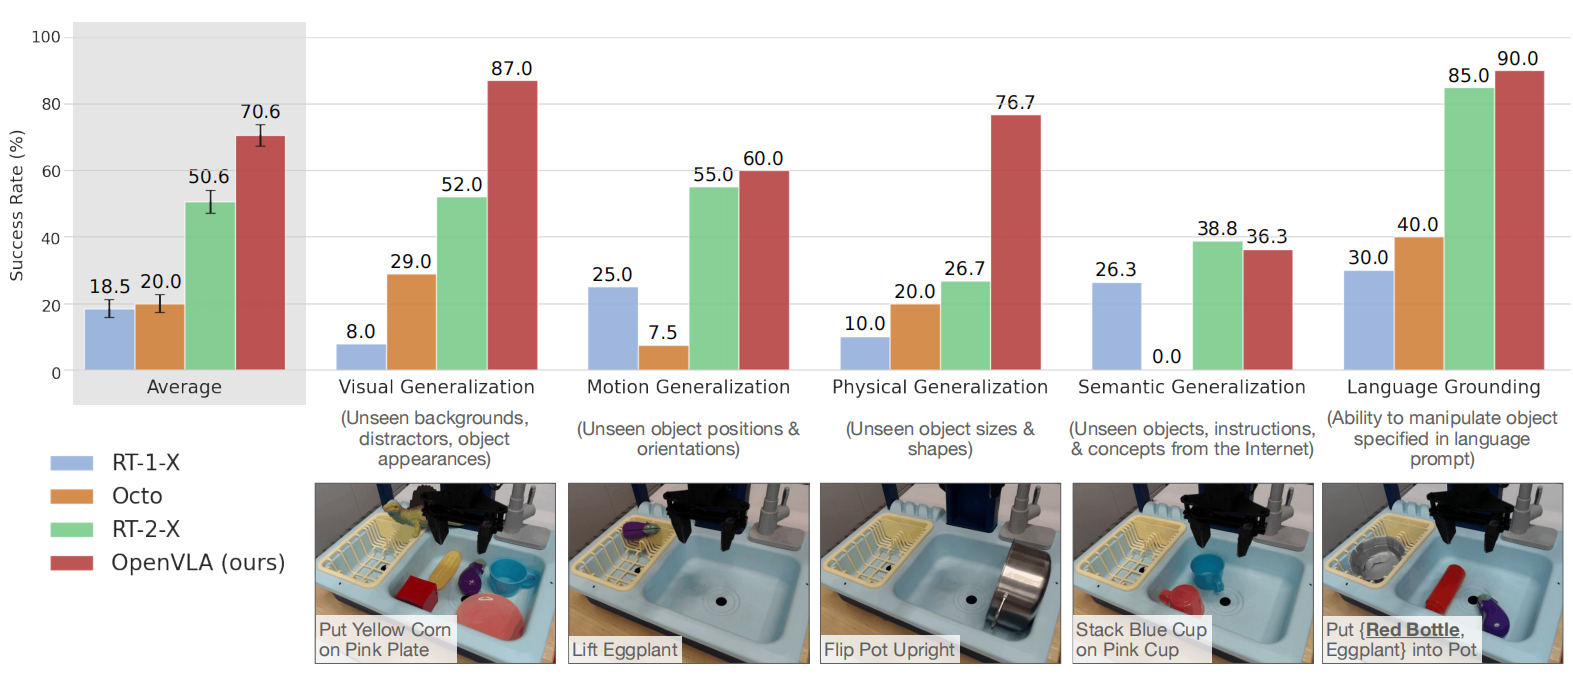 Success Rate (%)
100
80
60
40
20
0
18.5
20.0
50.6
70.6
Average
8.0
29.0
52.0
87.0
Visual Generalization
(Unseen backgrounds,
distractors, object
appearances)
25.0
7.5
55.0
60.0
Motion Generalization
(Unseen object positions &
orientations)
10.0
20.0
26.7
76.7
Physical Generalization
(Unseen object sizes &
shapes)
26.3
0.0
38.8
36.3
Semantic Generalization
(Unseen objects, instructions,
& concepts from the Internet)
30.0
40.0
85.0
90.0
Language Grounding
(Ability to manipulate object
specified in language
prompt)
RT-1-X
Octo
RT-2-X
OpenVLA (ours)
Put Yellow Corn
on Pink Plate
Lift Eggplant
Flip Pot Upright
Stack Blue Cup
on Pink Cup
Put {Red Bottle,
Eggplant} into Pot